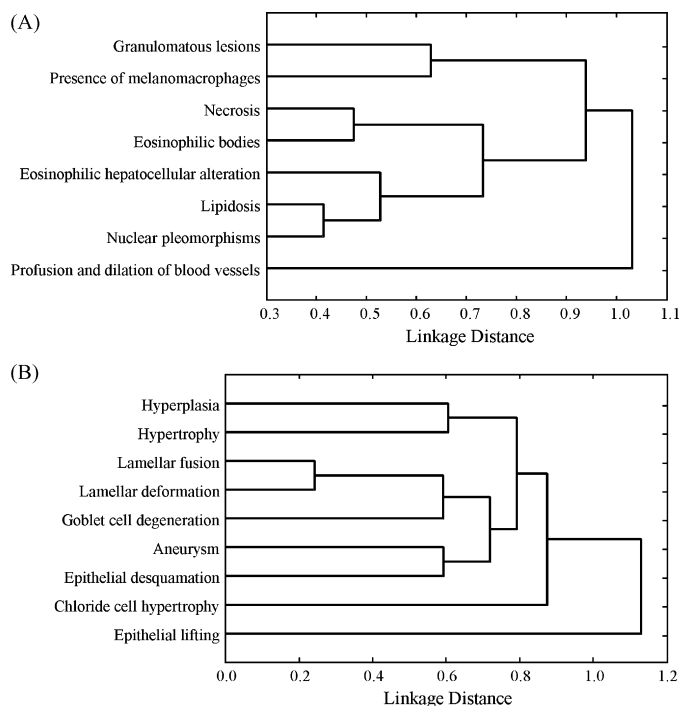 (A)
Granulomatous lesions
Presence of melanomacrophages
Necrosis
Eosinophilic bodies
Eosinophilic hepatocellular alteration
Lipidosis
Nuclear pleomorphisms
Profusion and dilation of blood vessels
0.3 0.4 0.5 0.6 0.7 0.8 0.9 1.0 1.1
Linkage Distance
(B)
Hyperplasia
Hypertrophy
Lamellar fusion
Lamellar deformation
Goblet cell degeneration
Aneurysm
Epithelial desquamation
Chloride cell hypertrophy
Epithelial lifting
0.0 0.2 0.4 0.6 0.8 1.0 1.2
Linkage Distance